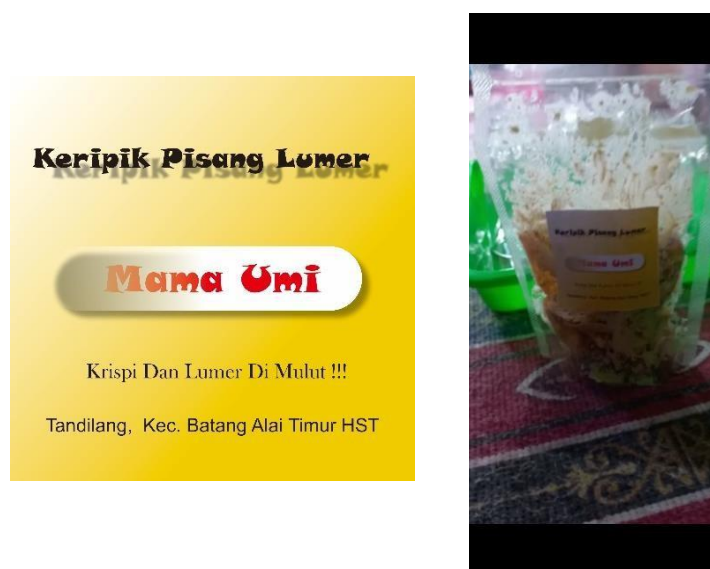 Keripik Pisang Lumer
Mama Umi
Krispi Dan Lumer Di Mulut !!!
Tandilang, Kec. Batang Alai Timur HST
Keripik Pisang Lumer
Mama Umi